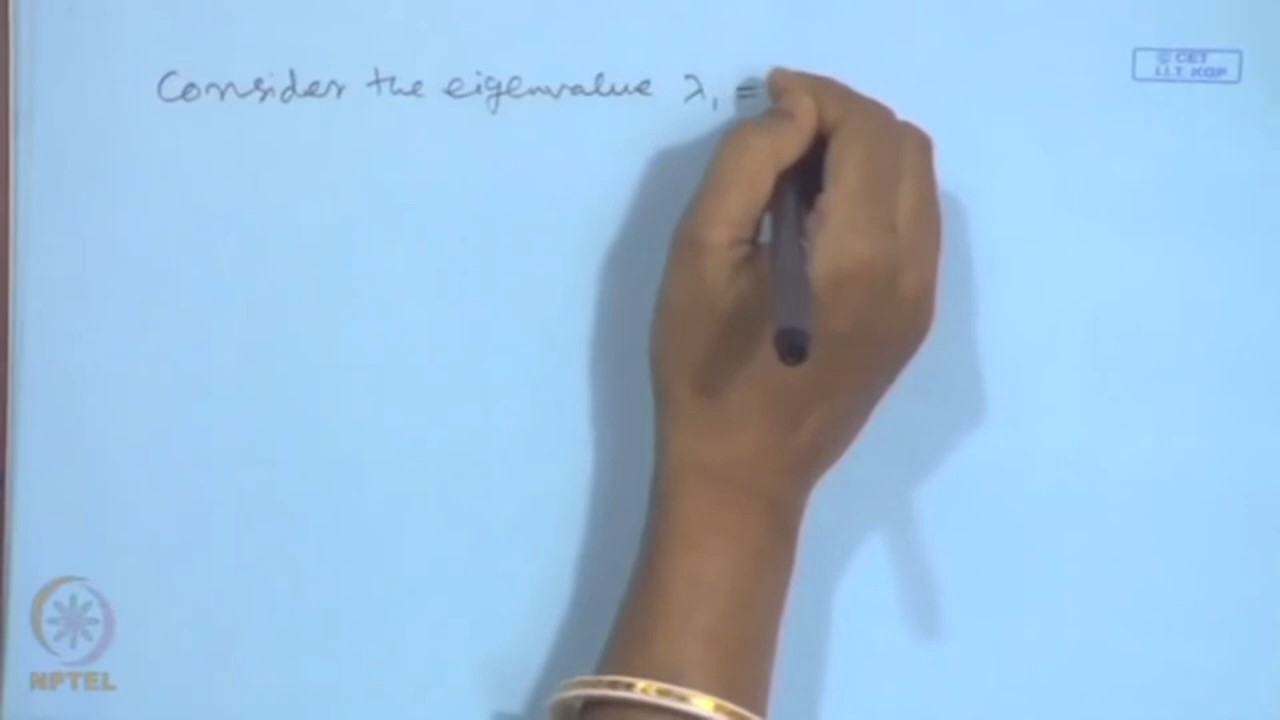 Consider the eigenvalue λ₁ =
© CET
I.I.T. KGP
NPTEL